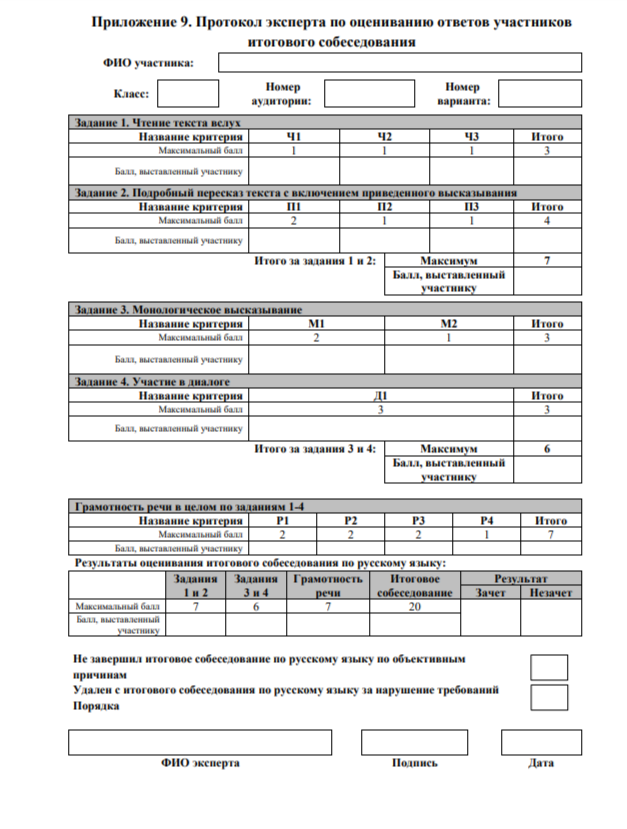 Приложение 9. Протокол эксперта по оцениванию ответов участников
итогового собеседования
ФИО участника:
Класс: Номер аудитории: Номер варианта:
Задание 1. Чтение текста вслух
Название критерия Ч1 Ч2 Ч3 Итого
Максимальный балл 1 1 1 3
Балл, выставленный участнику
Задание 2. Подробный пересказ текста с включением приведенного высказывания
Название критерия П1 П2 П3 Итого
Максимальный балл 2 1 1 4
Балл, выставленный участнику
Итого за задания 1 и 2: Максимум 7
Балл, выставленный
участнику
Задание 3. Монологическое высказывание
Название критерия М1 М2 Итого
Максимальный балл 2 1 3
Балл, выставленный участнику
Задание 4. Участие в диалоге
Название критерия Д1 Итого
Максимальный балл 3 3
Балл, выставленный участнику
Итого за задания 3 и 4: Максимум 6
Балл, выставленный
участнику
Грамотность речи в целом по заданиям 1-4
Название критерия Р1 Р2 Р3 Р4 Итого
Максимальный балл 2 2 2 1 7
Балл, выставленный участнику
Результаты оценивания итогового собеседования по русскому языку:
Задания Задания Грамотность Итоговое Результат
1 и 2 3 и 4 речи собеседование Зачет Незачет
Максимальный балл 7 6 7 20
Балл, выставленный
участнику
Не завершил итоговое собеседование по русскому языку по объективным
причинам
Удален с итогового собеседования по русскому языку за нарушение требований
Порядка
ФИО эксперта Подпись Дата